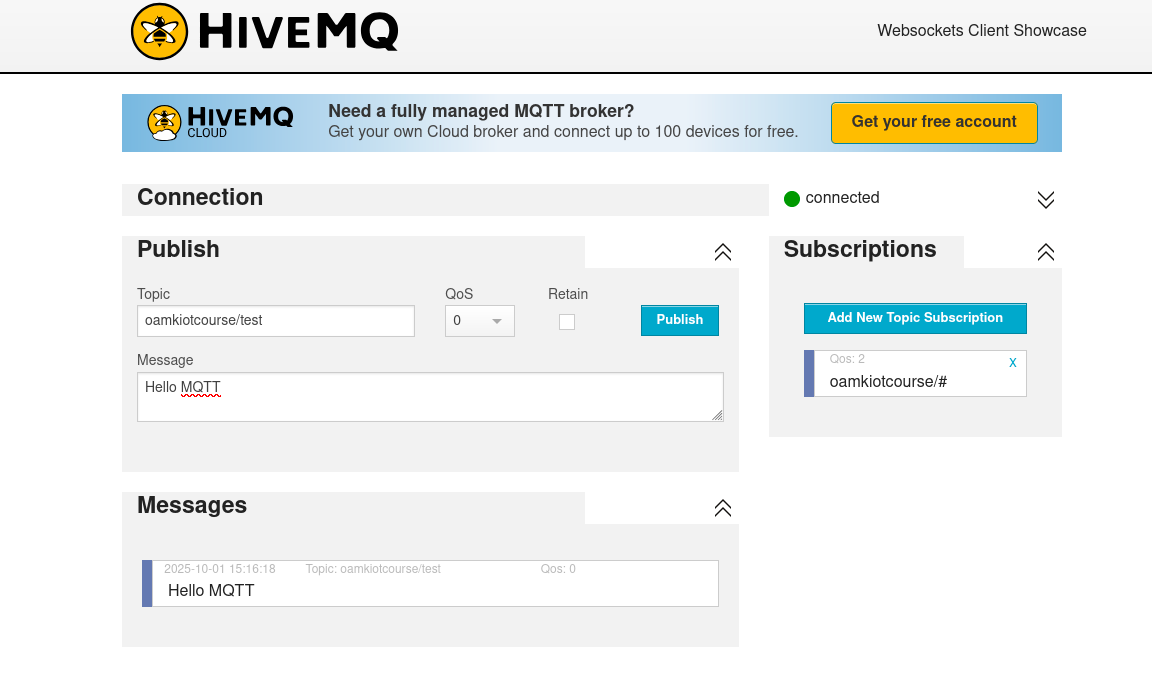 HIVEMQ
Websockets Client Showcase
HIVEMQ
CLOUD
Need a fully managed MQTT broker?
Get your own Cloud broker and connect up to 100 devices for free.
Get your free account
Connection
connected
Publish
Topic
QoS
Retain
oamkiotcourse/test
0
Publish
Message
Hello MQTT
Subscriptions
Add New Topic Subscription
Qos: 2
x
oamkiotcourse/#
Messages
2025-10-01 15:16:18 Topic: oamkiotcourse/test Qos: 0
Hello MQTT